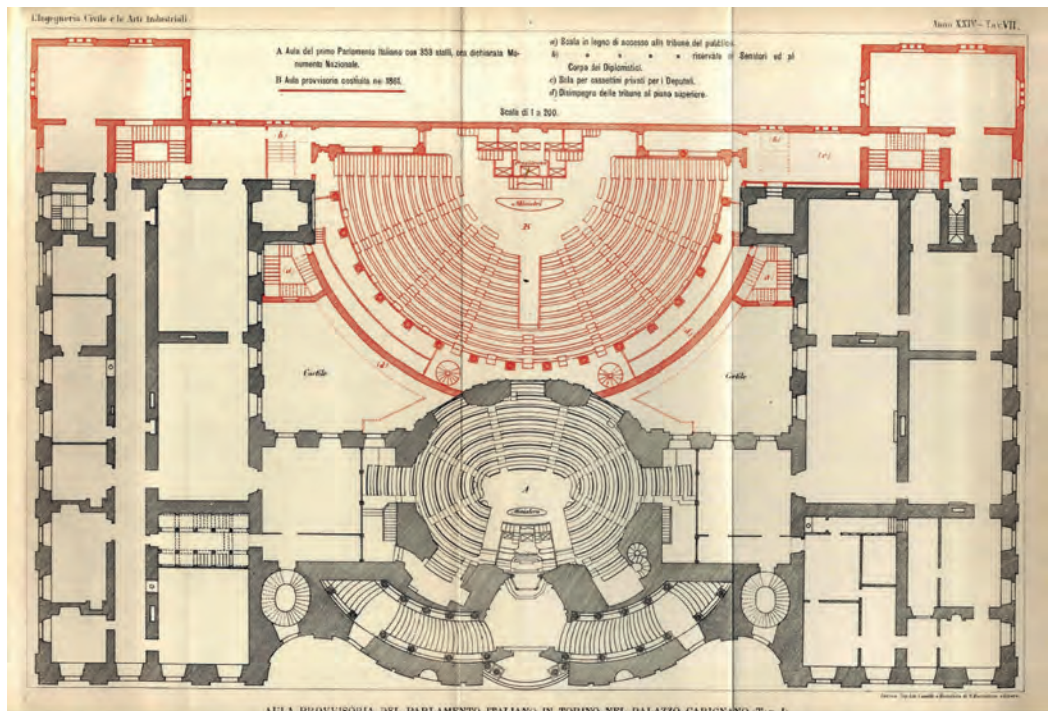 L'Ingegneria Civile e le Arti Industriali
Anno XXIV - Tav. VII.
A Aula del primo Parlamento Italiano con 353 stalli, ora dichiarata Mo-
numento Nazionale.
B Aula provvisoria costruita nel 1861.
a) Scala in legno di accesso alle tribune del pubblico.
b) » » » » riservate ai Senatori ed al
Corpo dei Diplomatici.
c) Scala per cassettini privati per i Deputati.
d) Disimpegno delle tribune al piano superiore.
Scala di 1 a 200.
(b)
(c)
Ministri
B
(a)
(d)
Cortile
Cortile
A
Ministri
AULA PROVVISORIA DEL PARLAMENTO ITALIANO IN TORINO NEL PALAZZO CARIGNANO